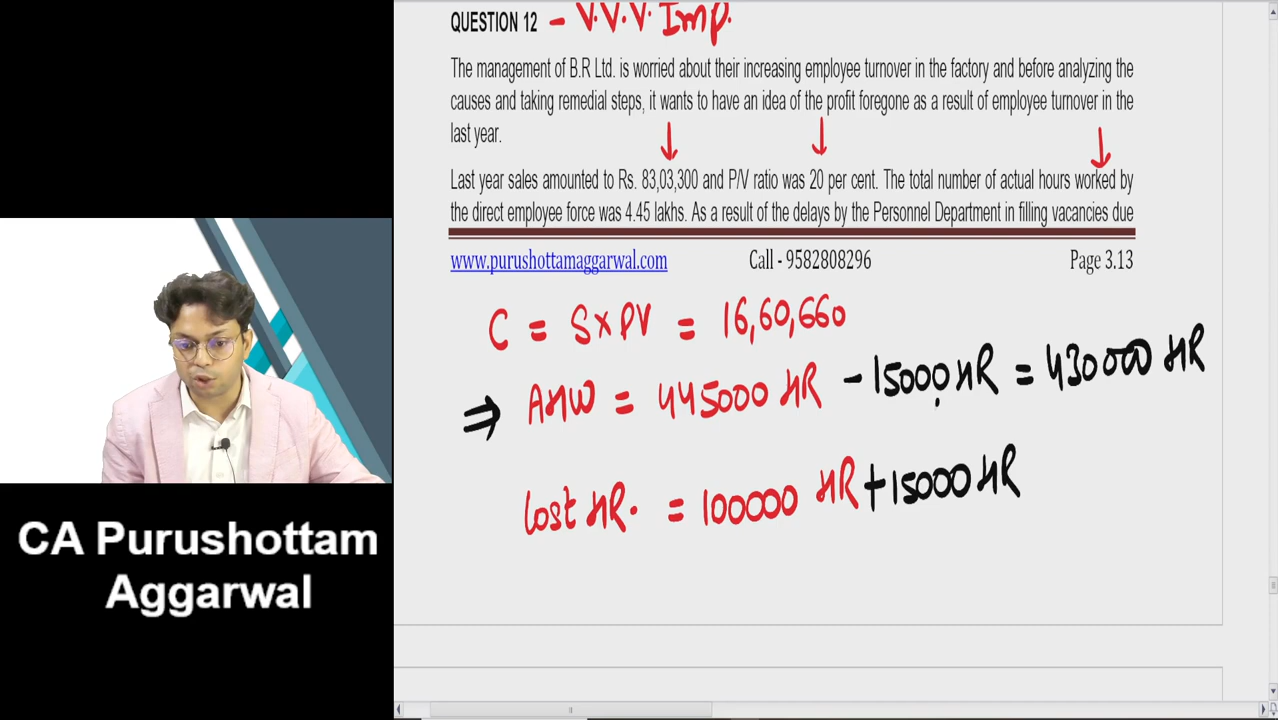 QUESTION 12 - V.V.V. Imp.
The management of B.R Ltd. is worried about their increasing employee turnover in the factory and before analyzing the
causes and taking remedial steps, it wants to have an idea of the profit foregone as a result of employee turnover in the
last year.
Last year sales amounted to Rs. 83,03,300 and P/V ratio was 20 per cent. The total number of actual hours worked by
the direct employee force was 4.45 lakhs. As a result of the delays by the Personnel Department in filling vacancies due
www.purushottamaggarwal.com Call - 9582808296 Page 3.13
C = S x PV = 16,60,660
⇒ AHW = 445000 HR - 15000 HR = 430000 HR
Lost HR. = 100000 HR + 15000 HR
CA Purushottam
Aggarwal